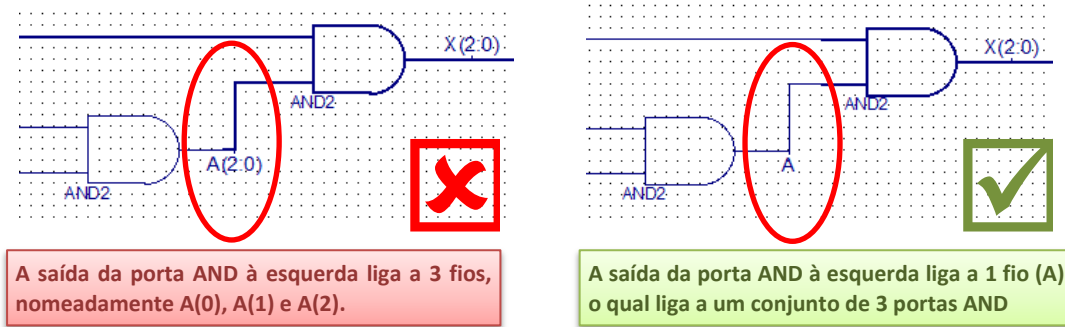 X(2:0)
AND2
A(2:0)
AND2
A saída da porta AND à esquerda liga a 3 fios,
nomeadamente A(0), A(1) e A(2).
X(2:0)
AND2
A
AND2
A saída da porta AND à esquerda liga a 1 fio (A)
o qual liga a um conjunto de 3 portas AND